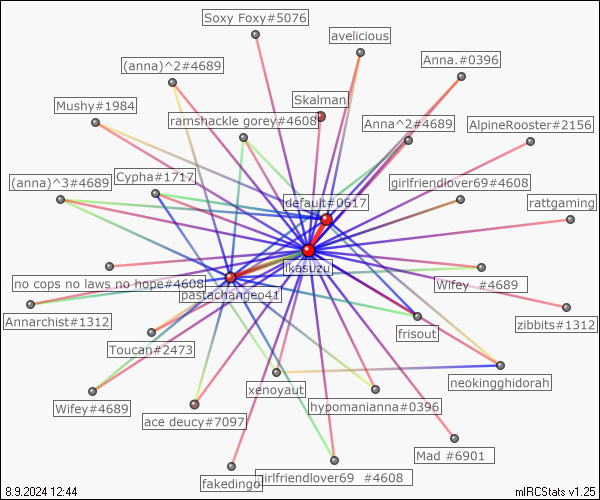 Soxy Foxy#5076
avelicious
Anna.#0396
(anna)^2#4689
Skalman
Mushy#1984
ramshackle gorey#4608
Anna^2#4689
AlpineRooster#2156
(anna)^3#4689
Cypha#1717
girlfriendlover69#4608
default#0617
rattgaming
lkasuzu
no cops no laws no hope#4608
Wifey #4689
pastachangeo41
Annarchist#1312
zibbits#1312
frisout
Toucan#2473
neokingghidorah
xenoyaut
Wifey#4689
hypomanianna#0396
ace deucy#7097
Mad #6901
fakedingo
girlfriendlover69 #4608
8.9.2024 12:44
mIRCStats v1.25